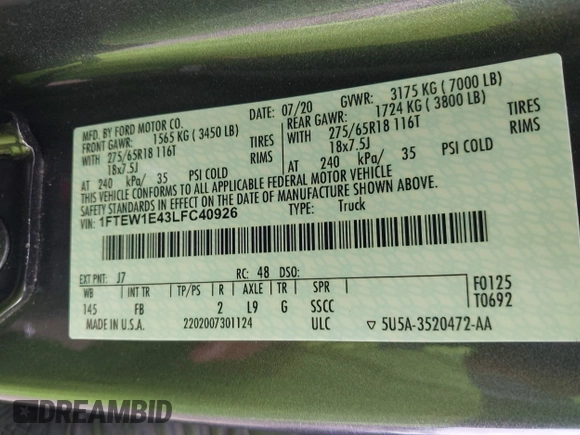 MFD. BY FORD MOTOR CO. DATE: 07/20 GVWR: 3175 KG ( 7000 LB)
FRONT GAWR: 1565 KG ( 3450 LB) REAR GAWR: 1724 KG ( 3800 LB)
WITH 275/65R18 116T TIRES WITH 275/65R18 116T TIRES
18x7.5J RIMS 18x7.5J RIMS
AT 240 kPa/ 35 PSI COLD AT 240 kPa/ 35 PSI COLD
THIS VEHICLE CONFORMS TO ALL APPLICABLE FEDERAL MOTOR VEHICLE
SAFETY STANDARDS IN EFFECT ON THE DATE OF MANUFACTURE SHOWN ABOVE.
VIN: 1FTEW1E43LFC40926 TYPE: Truck
EXT PNT: J7 RC: 48 DSO:
WB INT TR TP/PS R AXLE TR SPR F0125
145 FB 2 L9 G SSCC T0692
MADE IN U.S.A. 2202007301124 ULC ▽ 5U5A-3520472-AA
DREAMBID